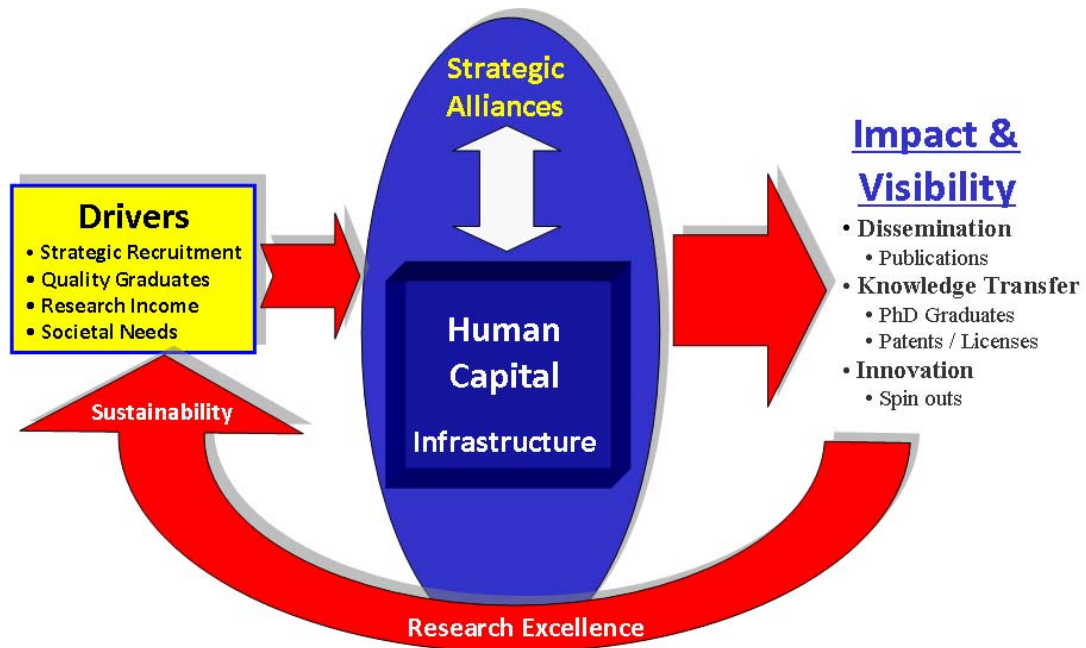 Drivers
• Strategic Recruitment
• Quality Graduates
• Research Income
• Societal Needs
Strategic
Alliances
Human
Capital
Infrastructure
Impact &
Visibility
• Dissemination
• Publications
• Knowledge Transfer
• PhD Graduates
• Patents / Licenses
• Innovation
• Spin outs
Sustainability
Research Excellence